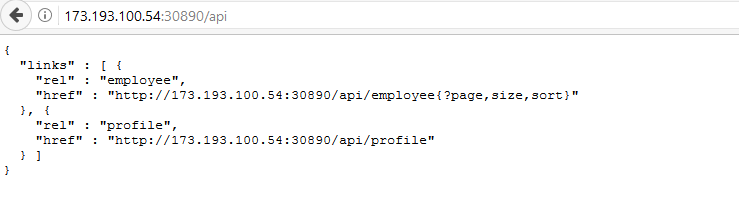 173.193.100.54:30890/api
{
  "links" : [ {
    "rel" : "employee",
    "href" : "http://173.193.100.54:30890/api/employee{?page,size,sort}"
  }, {
    "rel" : "profile",
    "href" : "http://173.193.100.54:30890/api/profile"
  } ]
}